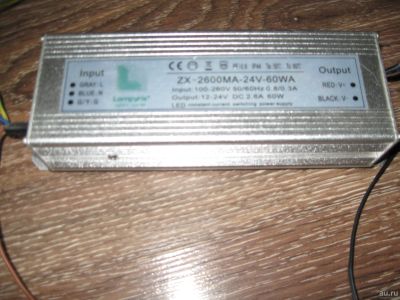 Input
GRAY:L
BLUE:N
G/Y:G
Lampyris
ZX-2600MA-24V-60WA
Input:100-260V 50/60Hz 0.6/0.3A
Output:12-24V DC 2.6A 60W
LED constant current switching power supply
Output
RED:V+
BLACK:V-
au.ru